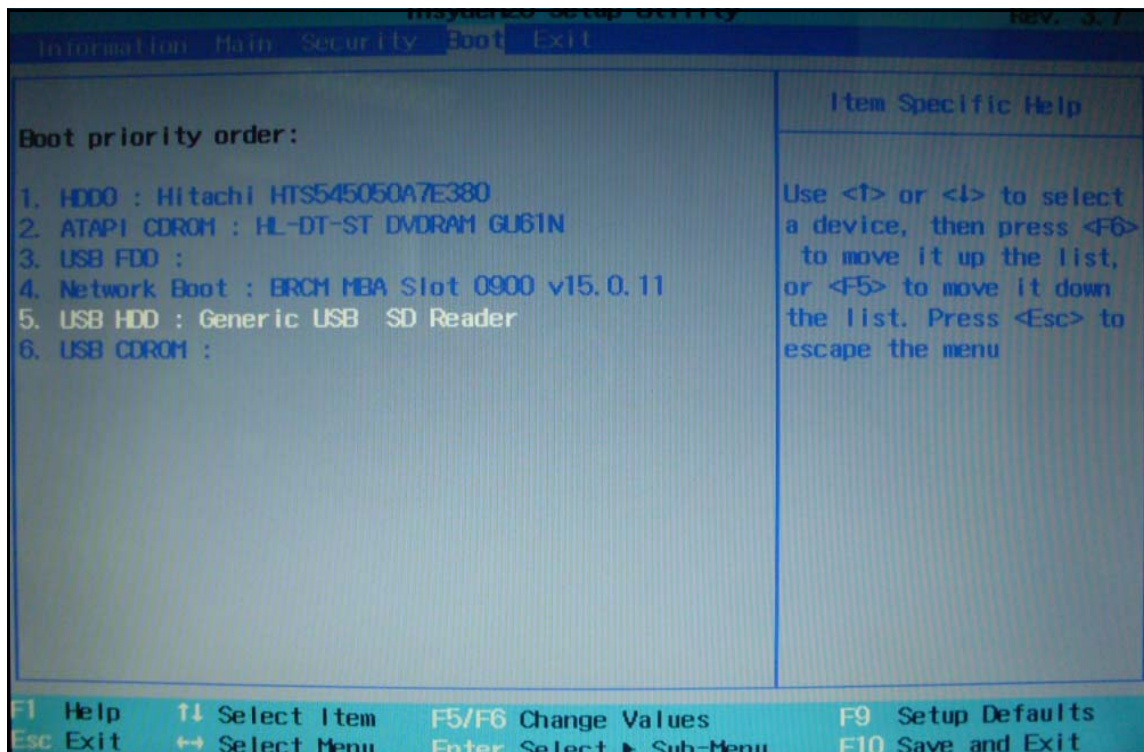 InsydeH20 Setup Utility Rev. 3.7
Information Main Security Boot Exit
Boot priority order:
1. HDD0 : Hitachi HTS545050A7E380
2. ATAPI CDROM : HL-DT-ST DVDRAM GU61N
3. USB FDD :
4. Network Boot : BRCM MBA Slot 0900 v15.0.11
5. USB HDD : Generic USB SD Reader
6. USB CDROM :
Item Specific Help
Use <↑> or <↓> to select
a device, then press <F6>
to move it up the list,
or <F5> to move it down
the list. Press <Esc> to
escape the menu
F1 Help ↑↓ Select Item F5/F6 Change Values F9 Setup Defaults
Esc Exit ↔ Select Menu Enter Select ▶ Sub-Menu F10 Save and Exit